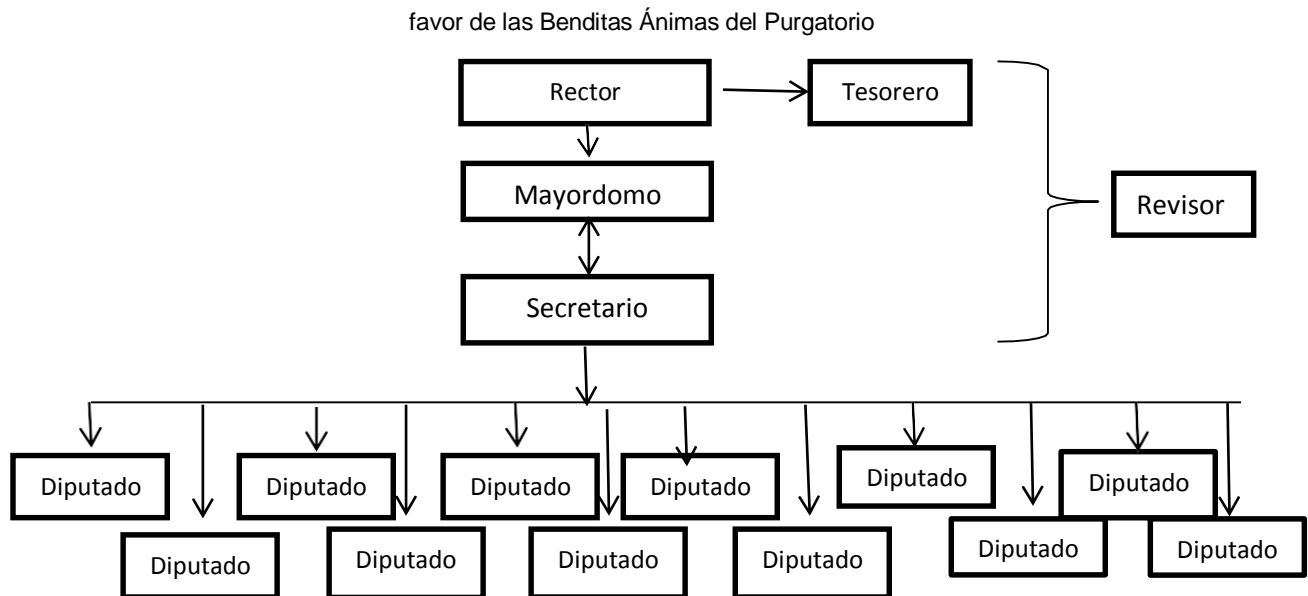 favor de las Benditas Ánimas del Purgatorio
Rector
Tesorero
Mayordomo
Revisor
Secretario
Diputado
Diputado
Diputado
Diputado
Diputado
Diputado
Diputado
Diputado
Diputado
Diputado
Diputado
Diputado